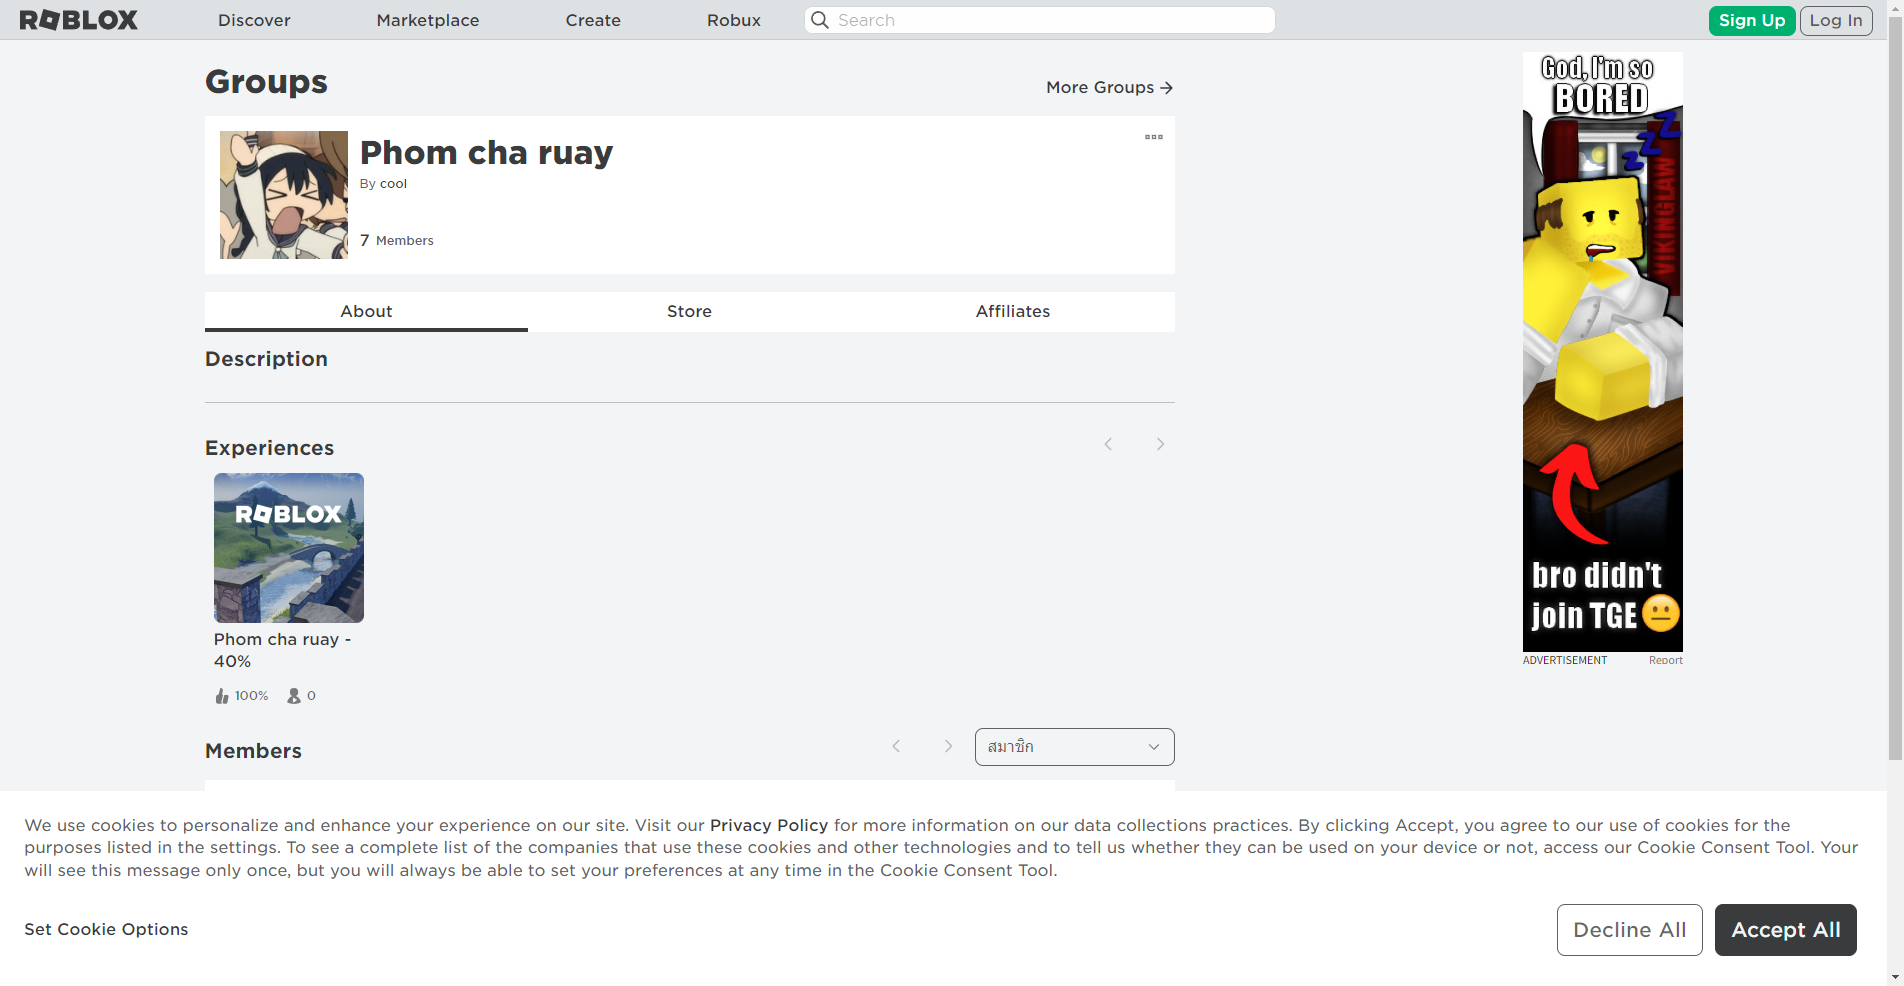 ROBLOX
Discover
Marketplace
Create
Robux
Search
Sign Up
Log In
Groups
More Groups
Phom cha ruay
By cool
7 Members
About
Store
Affiliates
Description
Experiences
ROBLOX
Phom cha ruay -
40%
100%
0
Members
สมาชิก
God, I'm so
BORED
zzz
VIKINGLAW
bro didn't
join TGE
ADVERTISEMENT
Report
We use cookies to personalize and enhance your experience on our site. Visit our Privacy Policy for more information on our data collections practices. By clicking Accept, you agree to our use of cookies for the
purposes listed in the settings. To see a complete list of the companies that use these cookies and other technologies and to tell us whether they can be used on your device or not, access our Cookie Consent Tool. Your
will see this message only once, but you will always be able to set your preferences at any time in the Cookie Consent Tool.
Set Cookie Options
Decline All
Accept All